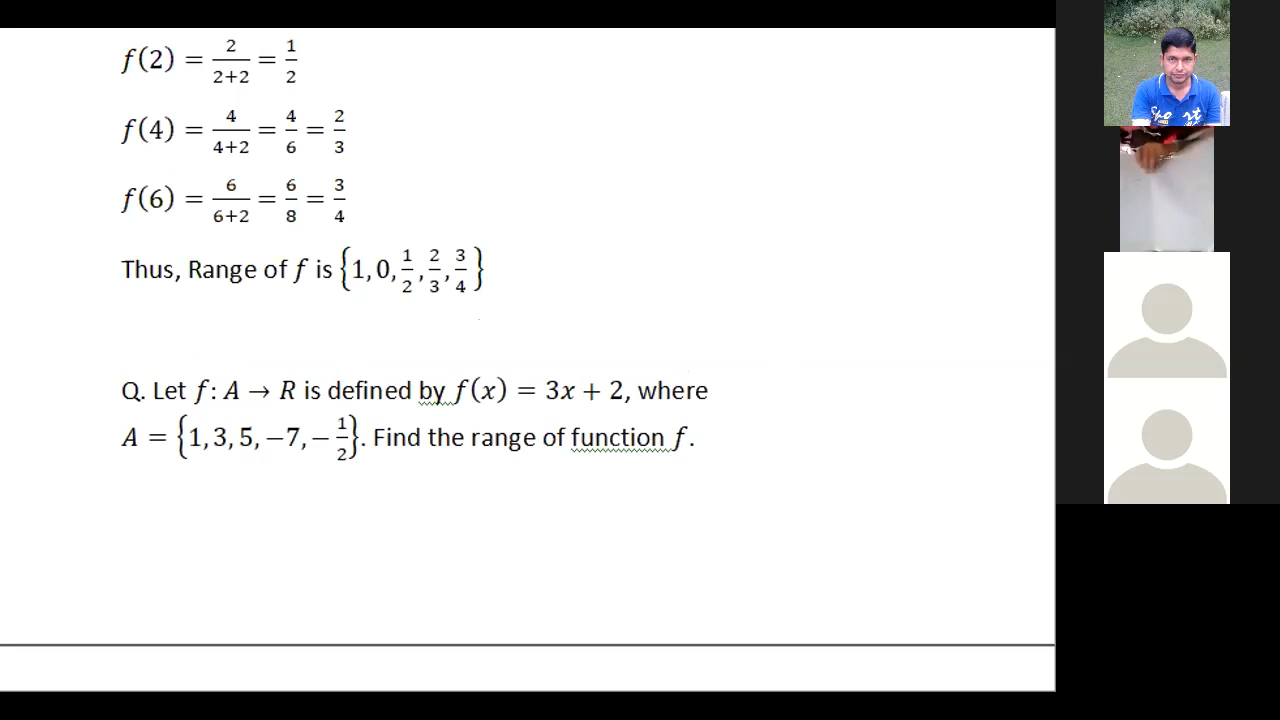 f(2) = 2/(2+2) = 1/2
f(4) = 4/(4+2) = 4/6 = 2/3
f(6) = 6/(6+2) = 6/8 = 3/4
Thus, Range of f is {1, 0, 1/2, 2/3, 3/4}
Q. Let f: A → R is defined by f(x) = 3x + 2, where
A = {1, 3, 5, −7, −1/2}. Find the range of function f.
Spo rt